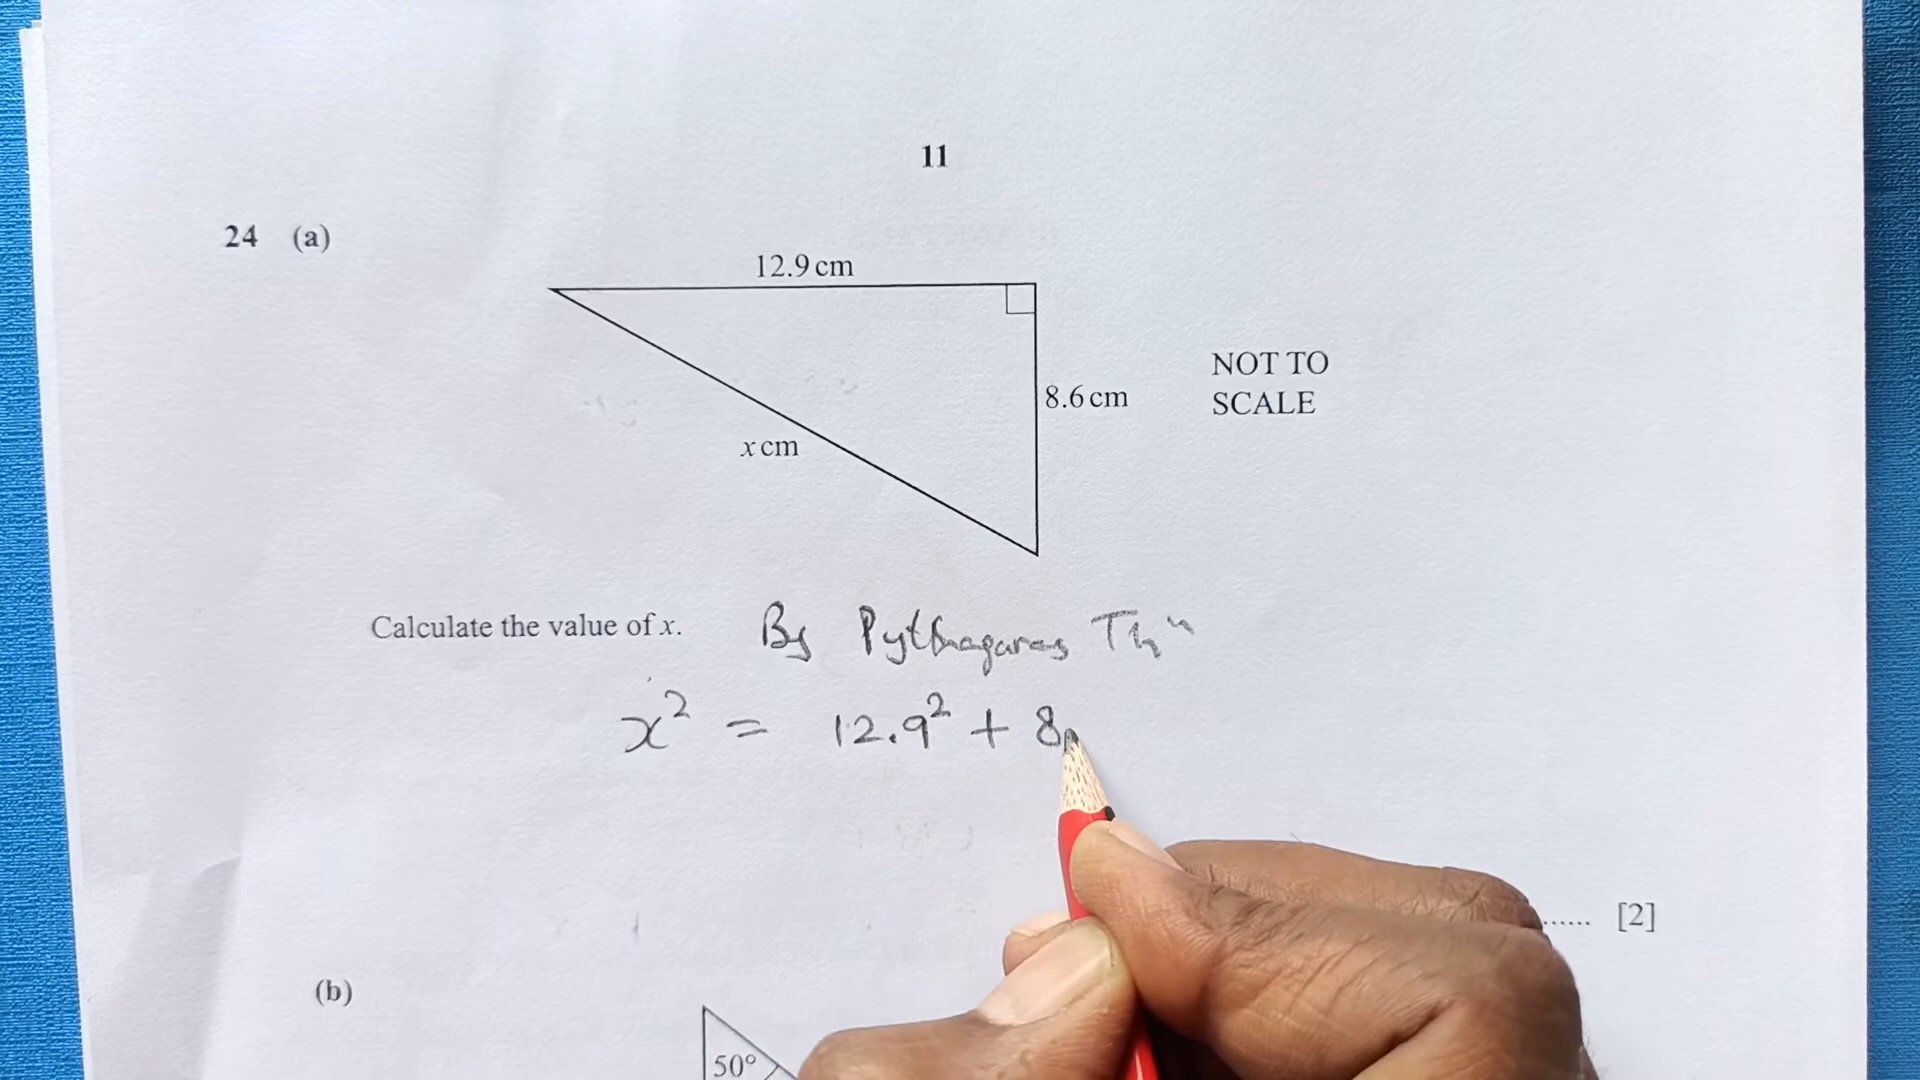 11
24 (a)
12.9 cm
8.6 cm
NOT TO
SCALE
x cm
Calculate the value of x. By Pythagoras Thm
x² = 12.9² + 8.
...... [2]
(b)
50°